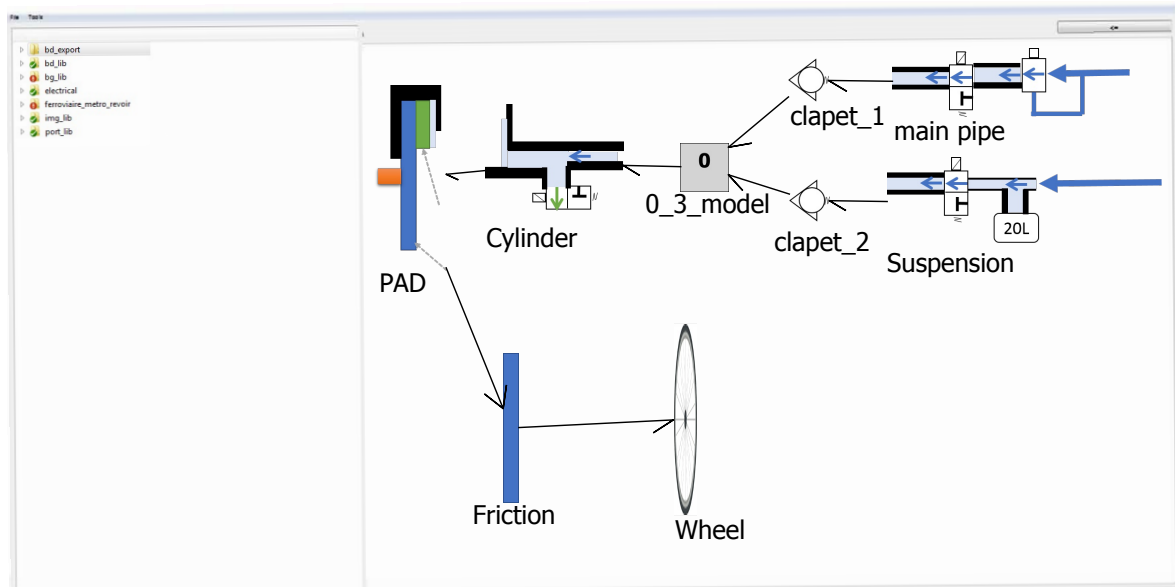 File Tools
<=
bd_export
bd_lib
bg_lib
electrical
ferroviaire_metro_revoir
img_lib
port_lib
clapet_1
main pipe
0
0_3_model
clapet_2
20L
Suspension
Cylinder
PAD
Friction
Wheel